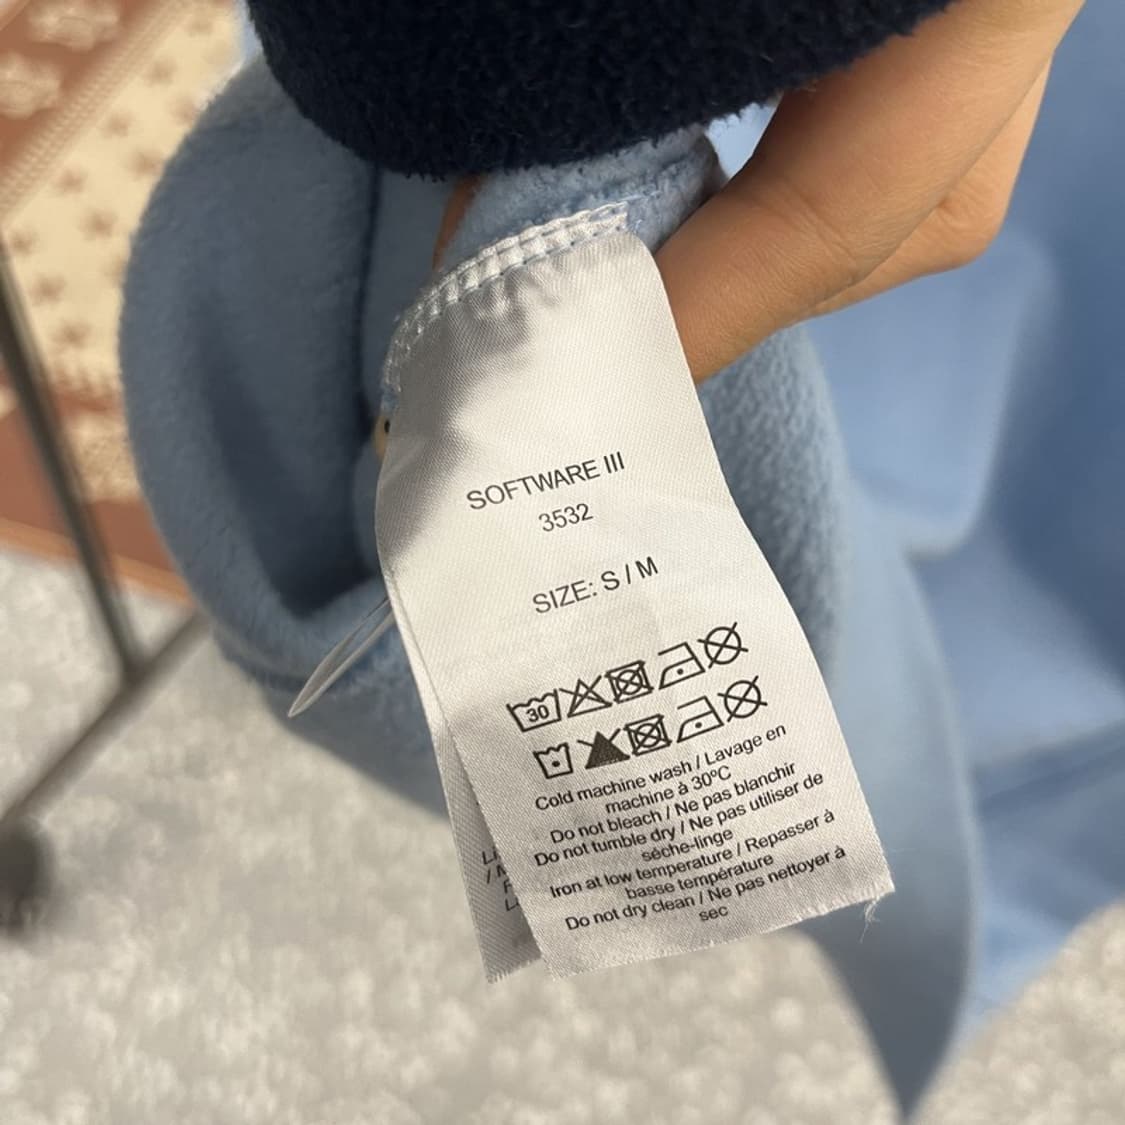 SOFTWARE III
3532
SIZE: S / M
30
Cold machine wash / Lavage en
machine à 30ºC
Do not bleach / Ne pas blanchir
Do not tumble dry / Ne pas utiliser de
séche-linge
Iron at low temperature / Repasser à
basse température
Do not dry clean / Ne pas nettoyer à
sec